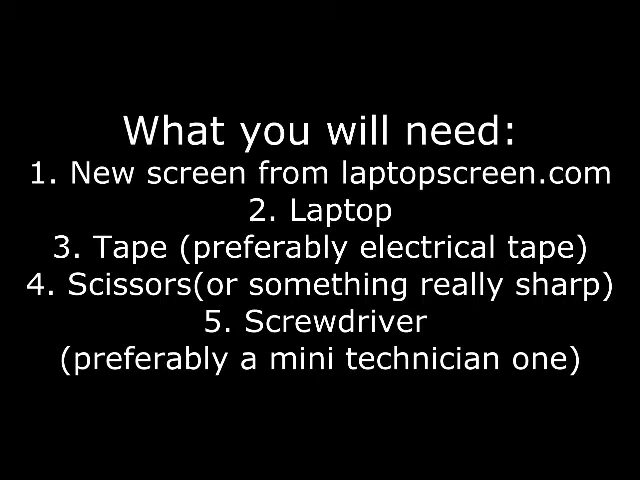 What you will need:
1. New screen from laptopscreen.com
2. Laptop
3. Tape (preferably electrical tape)
4. Scissors(or something really sharp)
5. Screwdriver
(preferably a mini technician one)